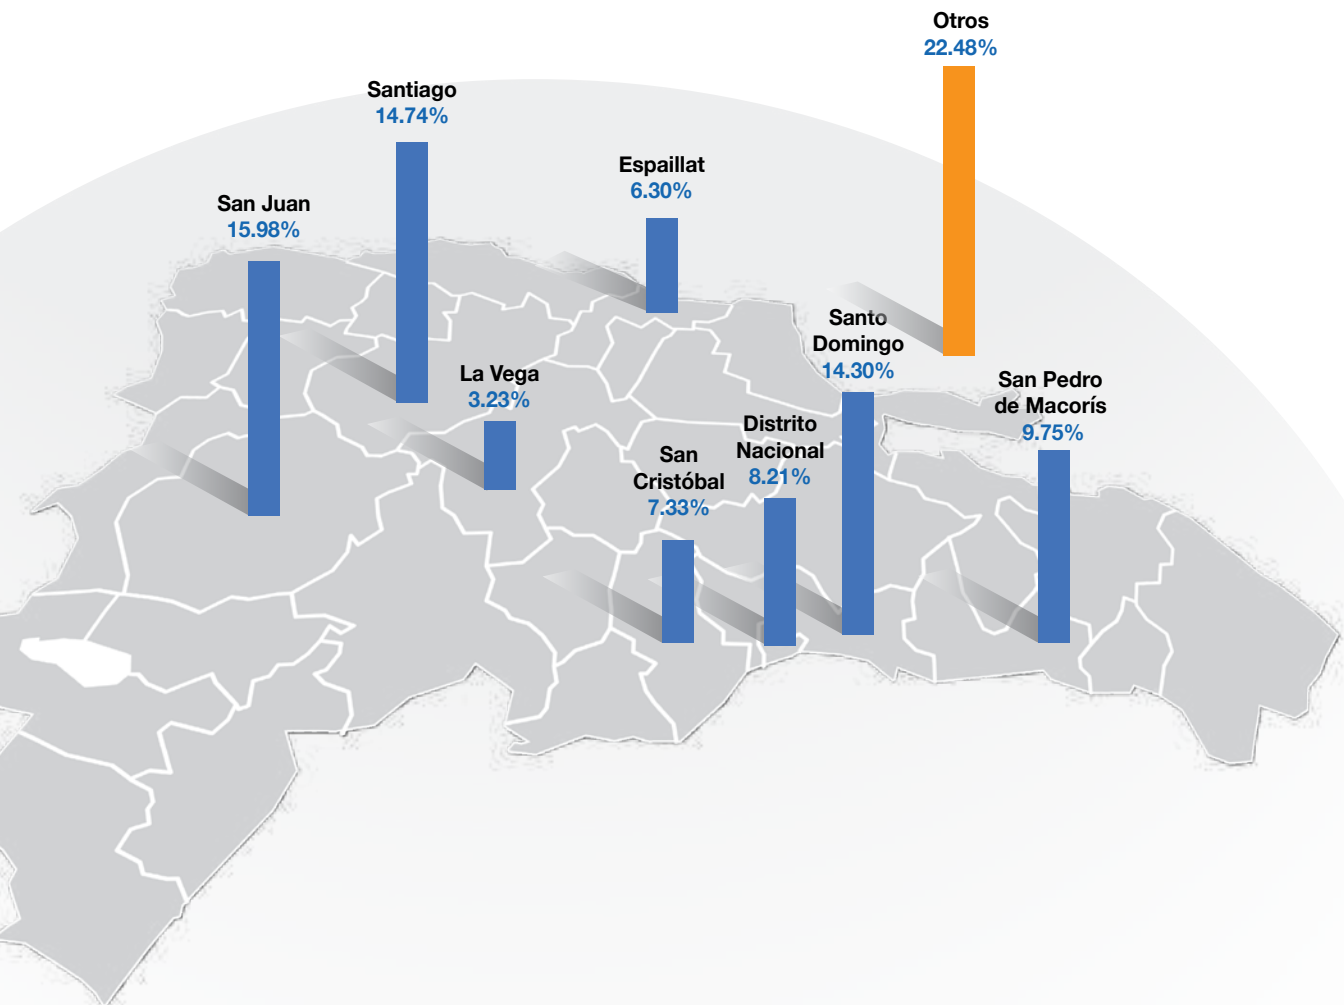 Otros
22.48%
Santiago
14.74%
Espaillat
6.30%
San Juan
15.98%
Santo
Domingo
14.30%
La Vega
3.23%
San Pedro
de Macorís
9.75%
Distrito
Nacional
8.21%
San
Cristóbal
7.33%